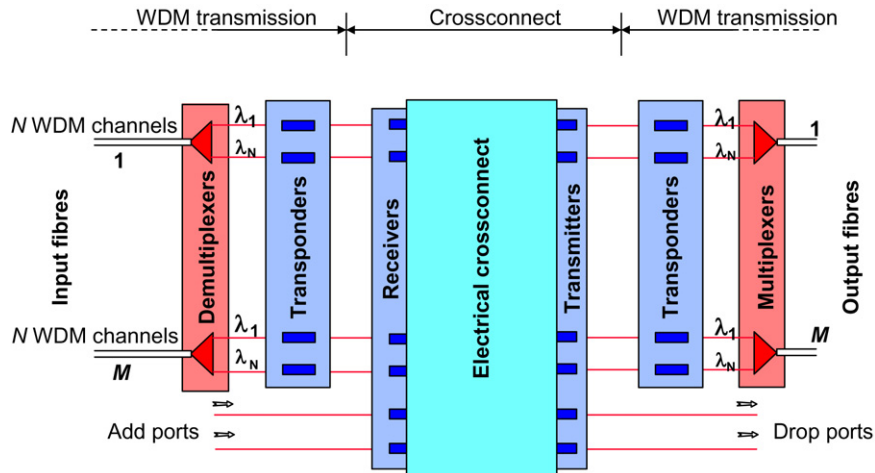 WDM transmission Crossconnect WDM transmission
N WDM channels
1
λ1
λN
λ1
λN
1
Input fibres
Demultiplexers
Transponders
Receivers
Electrical crossconnect
Transmitters
Transponders
Multiplexers
Output fibres
N WDM channels
M
λ1
λN
λ1
λN
M
Add ports
Drop ports